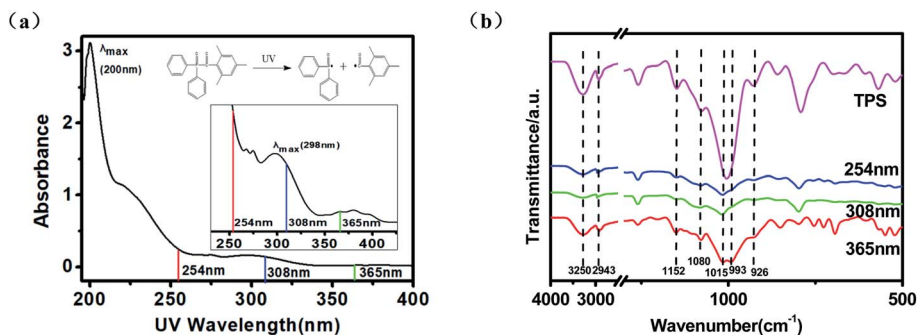 (a)
λmax
(200nm)
UV
Absorbance
3
2
1
0
λmax(298nm)
254nm
308nm
365nm
250 300 350 400
254nm
308nm
365nm
200 250 300 350 400
UV Wavelength(nm)
(b)
Transmittance/a.u.
TPS
254nm
308nm
365nm
3250
2943
1152
1080
1015
993
926
4000 3000 1000 500
Wavenumber(cm⁻¹)